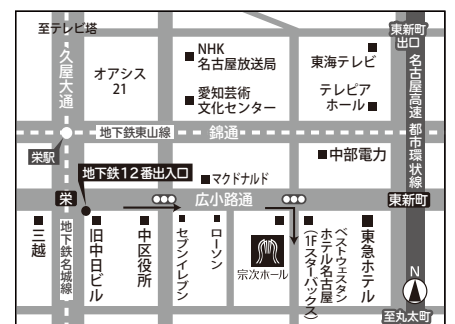 至テレビ塔
東新町
出口
久屋大通
オアシス
21
NHK
名古屋放送局
愛知芸術
文化センター
東海テレビ
テレピア
ホール
名古屋高速 都市環状線
地下鉄東山線
錦通
栄駅
地下鉄12番出入口
マクドナルド
中部電力
栄
広小路通
東新町
三越
地下鉄名城線
旧中日ビル
中区役所
セブンイレブン
ローソン
宗次ホール
ベストウェスタン
ホテル名古屋
(1Fスターバックス)
東急ホテル
N
至丸太町